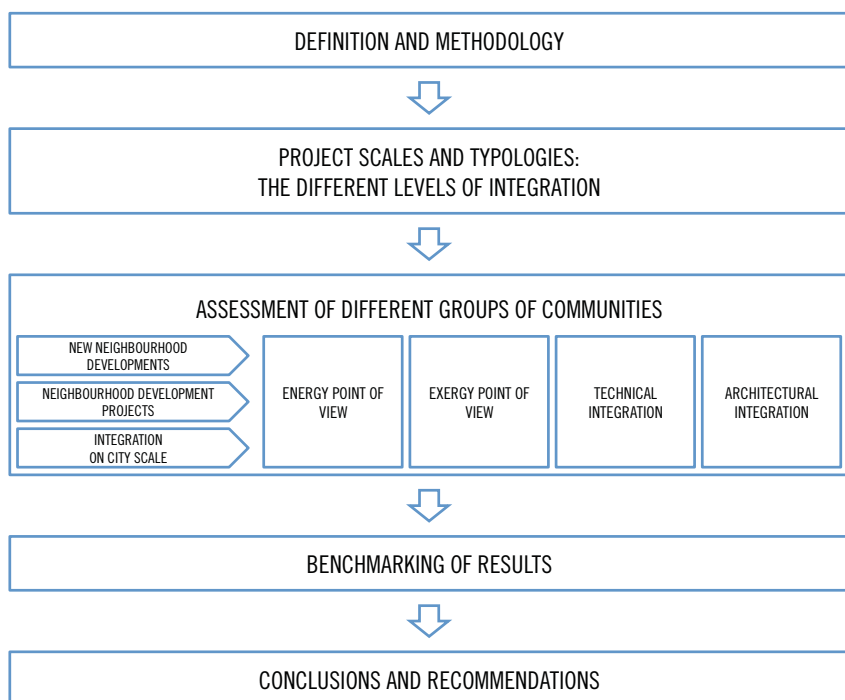 DEFINITION AND METHODOLOGY
PROJECT SCALES AND TYPOLOGIES:
THE DIFFERENT LEVELS OF INTEGRATION
ASSESSMENT OF DIFFERENT GROUPS OF COMMUNITIES
NEW NEIGHBOURHOOD
DEVELOPMENTS
NEIGHBOURHOOD DEVELOPMENT
PROJECTS
INTEGRATION
ON CITY SCALE
ENERGY POINT OF
VIEW
EXERGY POINT OF
VIEW
TECHNICAL
INTEGRATION
ARCHITECTURAL
INTEGRATION
BENCHMARKING OF RESULTS
CONCLUSIONS AND RECOMMENDATIONS